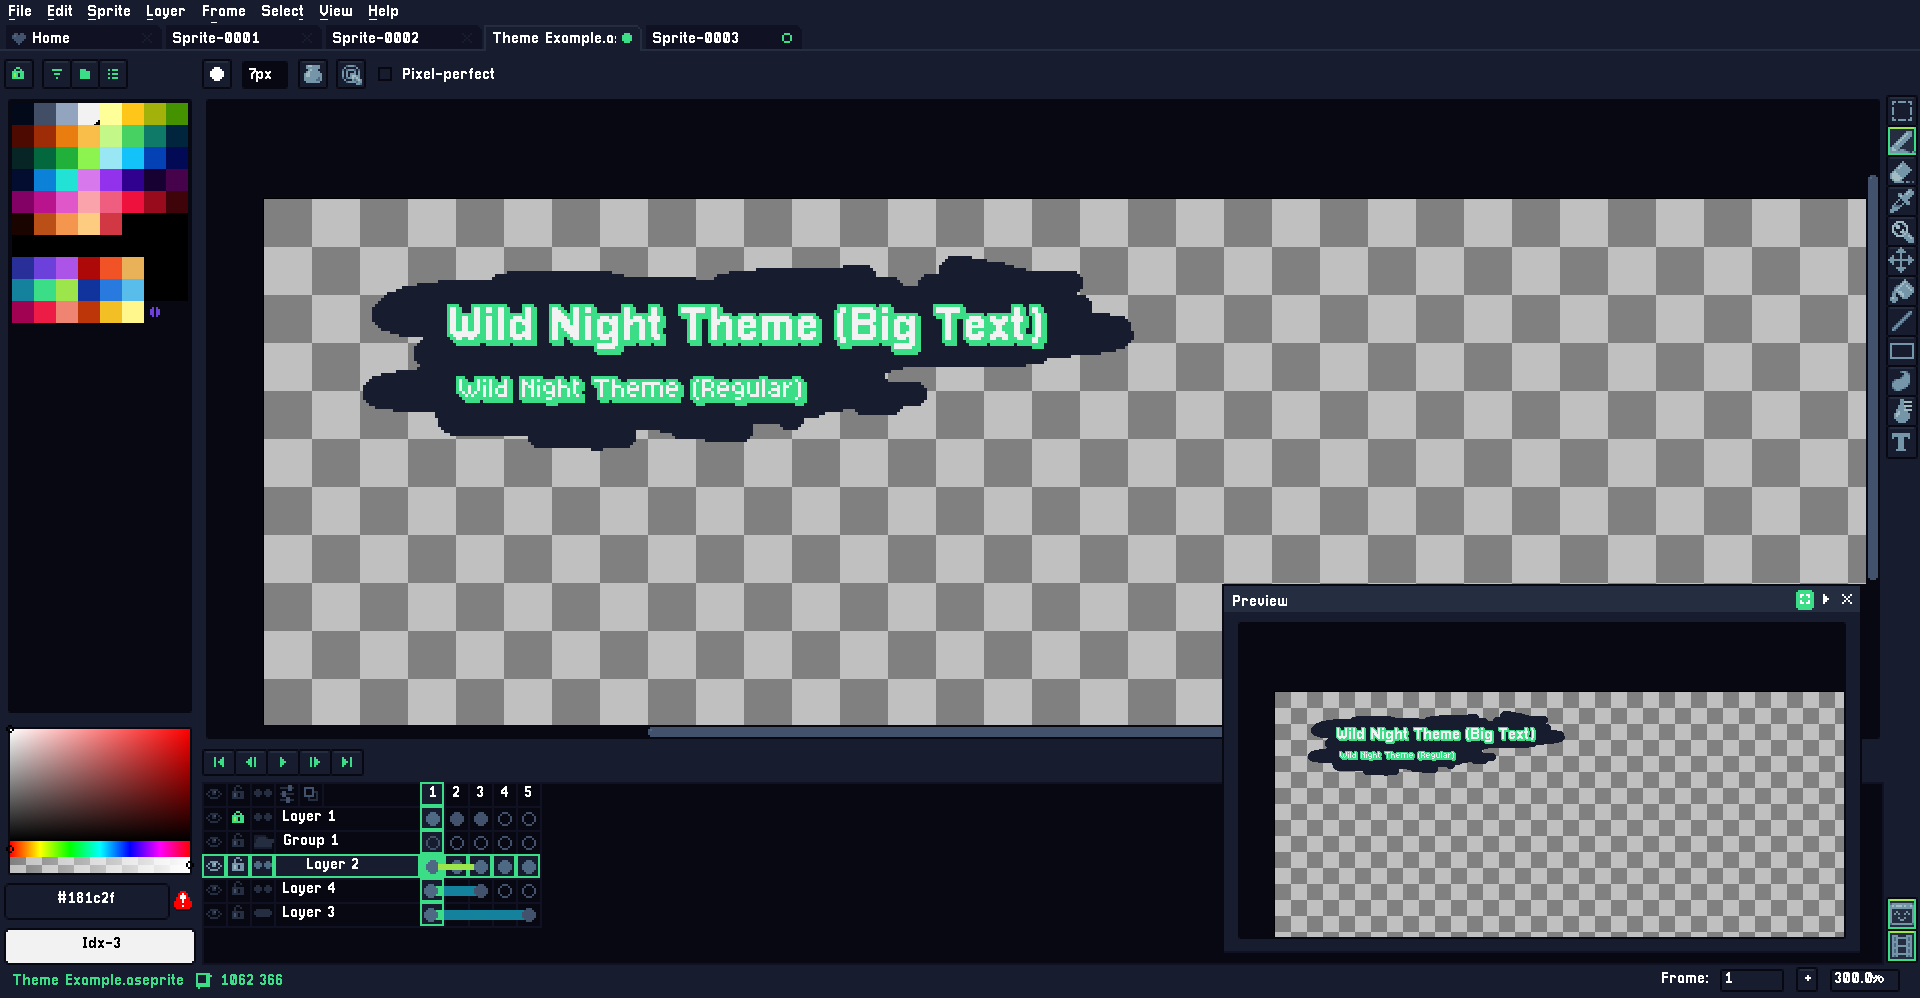 File Edit Sprite Layer Frame Select View Help
Home Sprite-0001 Sprite-0002 Theme Example.a: Sprite-0003
7px Pixel-perfect
Wild Night Theme (Big Text)
Wild Night Theme (Regular)
Preview
Wild Night Theme (Big Text)
Wild Night Theme (Regular)
1 2 3 4 5
Layer 1
Group 1
Layer 2
Layer 4
Layer 3
#181c2f
Idx-3
Theme Example.aseprite 1062 366 Frame: 1 + 300.0%